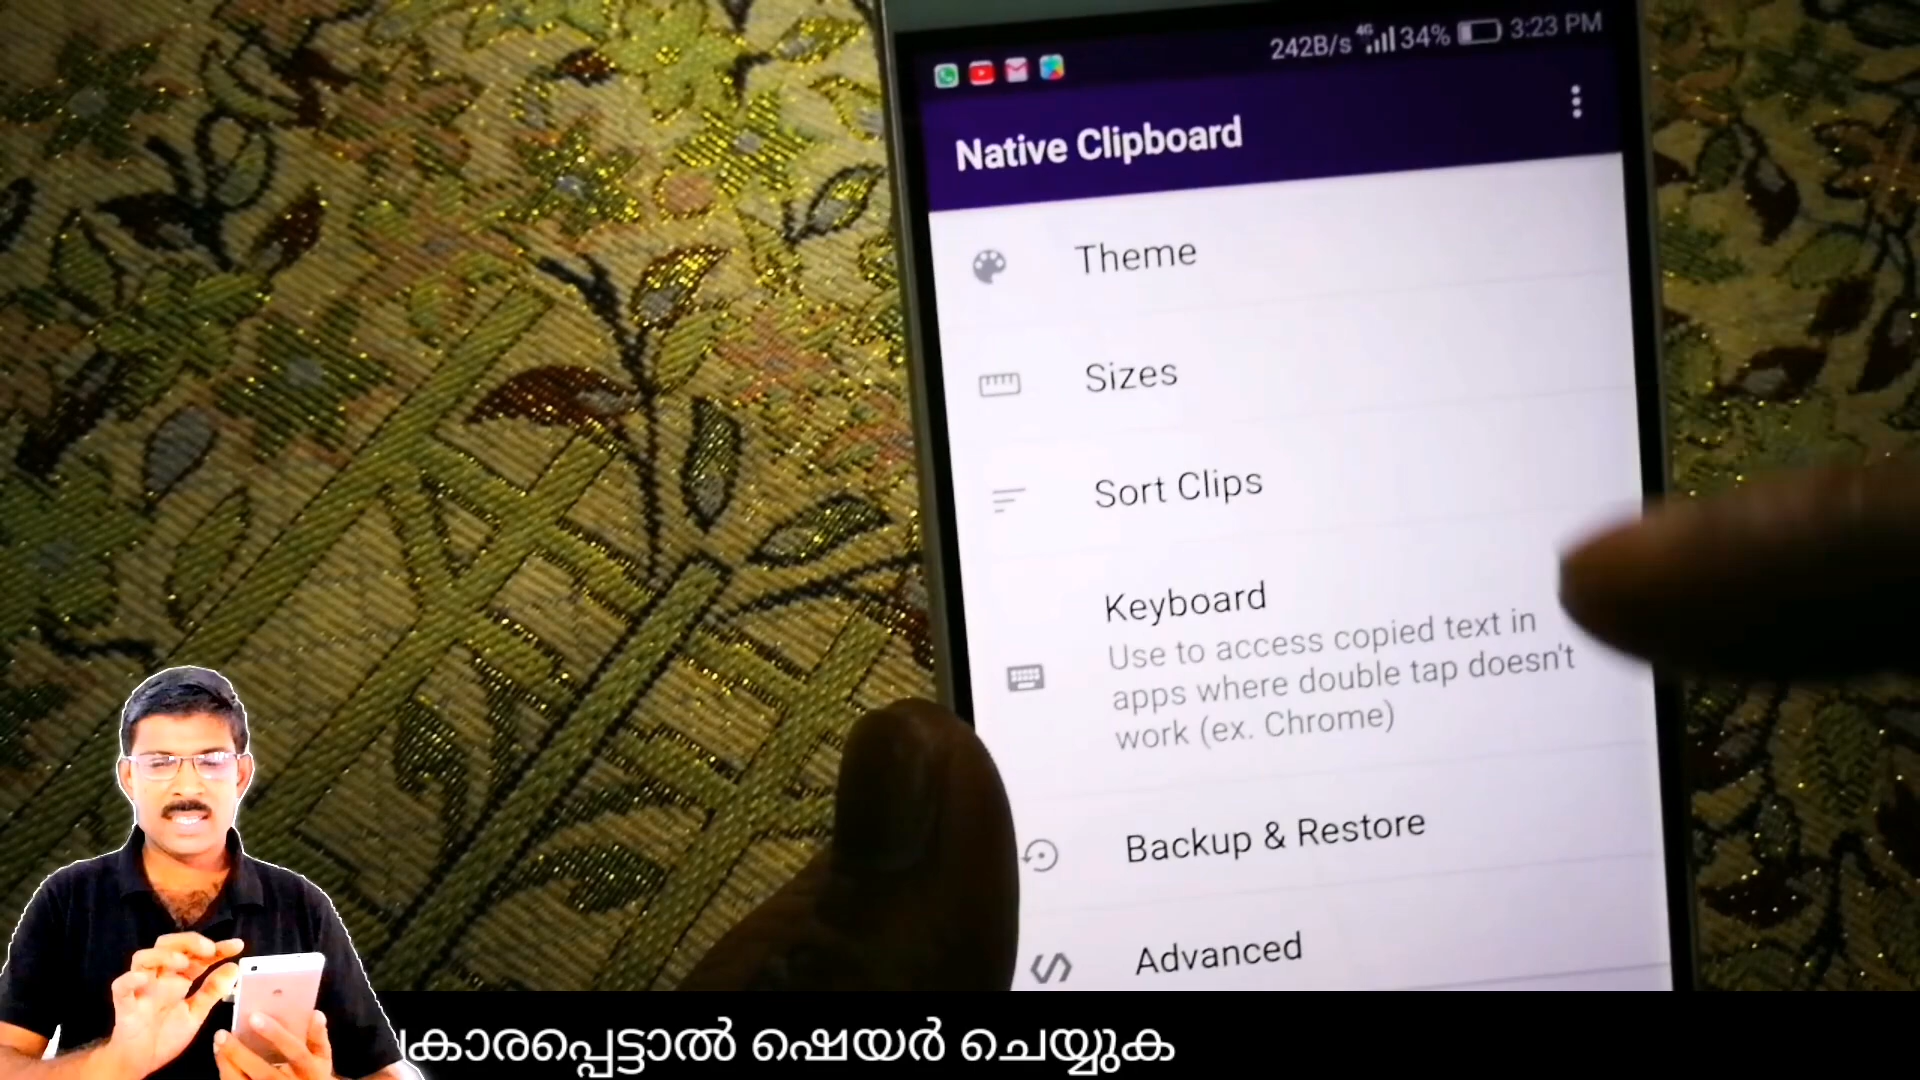 242B/s 4G 34% 3:23 PM
Native Clipboard
Theme
Sizes
Sort Clips
Keyboard
Use to access copied text in
apps where double tap doesn't
work (ex. Chrome)
Backup & Restore
Advanced
ഷെയർ ചെയ്യുക